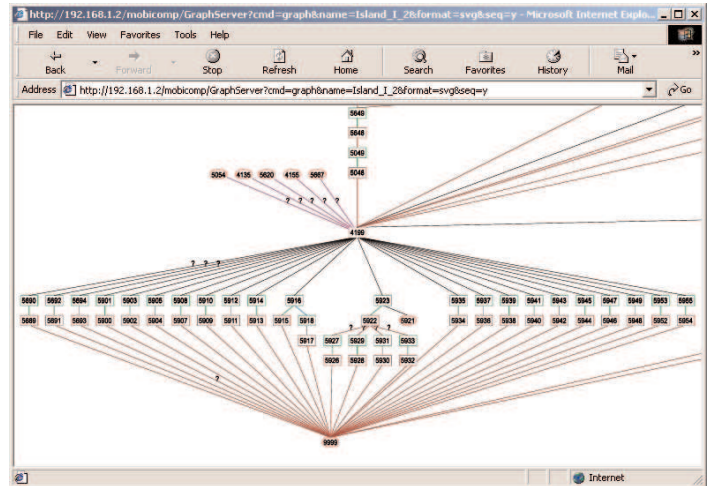 http://192.168.1.2/mobicomp/GraphServer?cmd=graph&name=Island_I_2&format=svg&seq=y - Microsoft Internet Explo...
File Edit View Favorites Tools Help
Back Forward Stop Refresh Home Search Favorites History Mail »
Address http://192.168.1.2/mobicomp/GraphServer?cmd=graph&name=Island_I_2&format=svg&seq=y Go
5649
5646
5049
5046
5054 4135 5620 4155 5667
? ? ? ? ?
4199
? ? ?
5690 5692 5694 5901 5903 5905 5908 5910 5912 5914 5916 5923 5935 5937 5939 5941 5943 5945 5947 5949 5953 5955
5689 5691 5693 5900 5902 5904 5907 5909 5911 5913 5915 5918 5922 5921 5934 5936 5938 5940 5942 5944 5946 5948 5952 5954
? ? ? ?
5917 5927 5929 5931 5933
5926 5928 5930 5932
?
9999
Internet